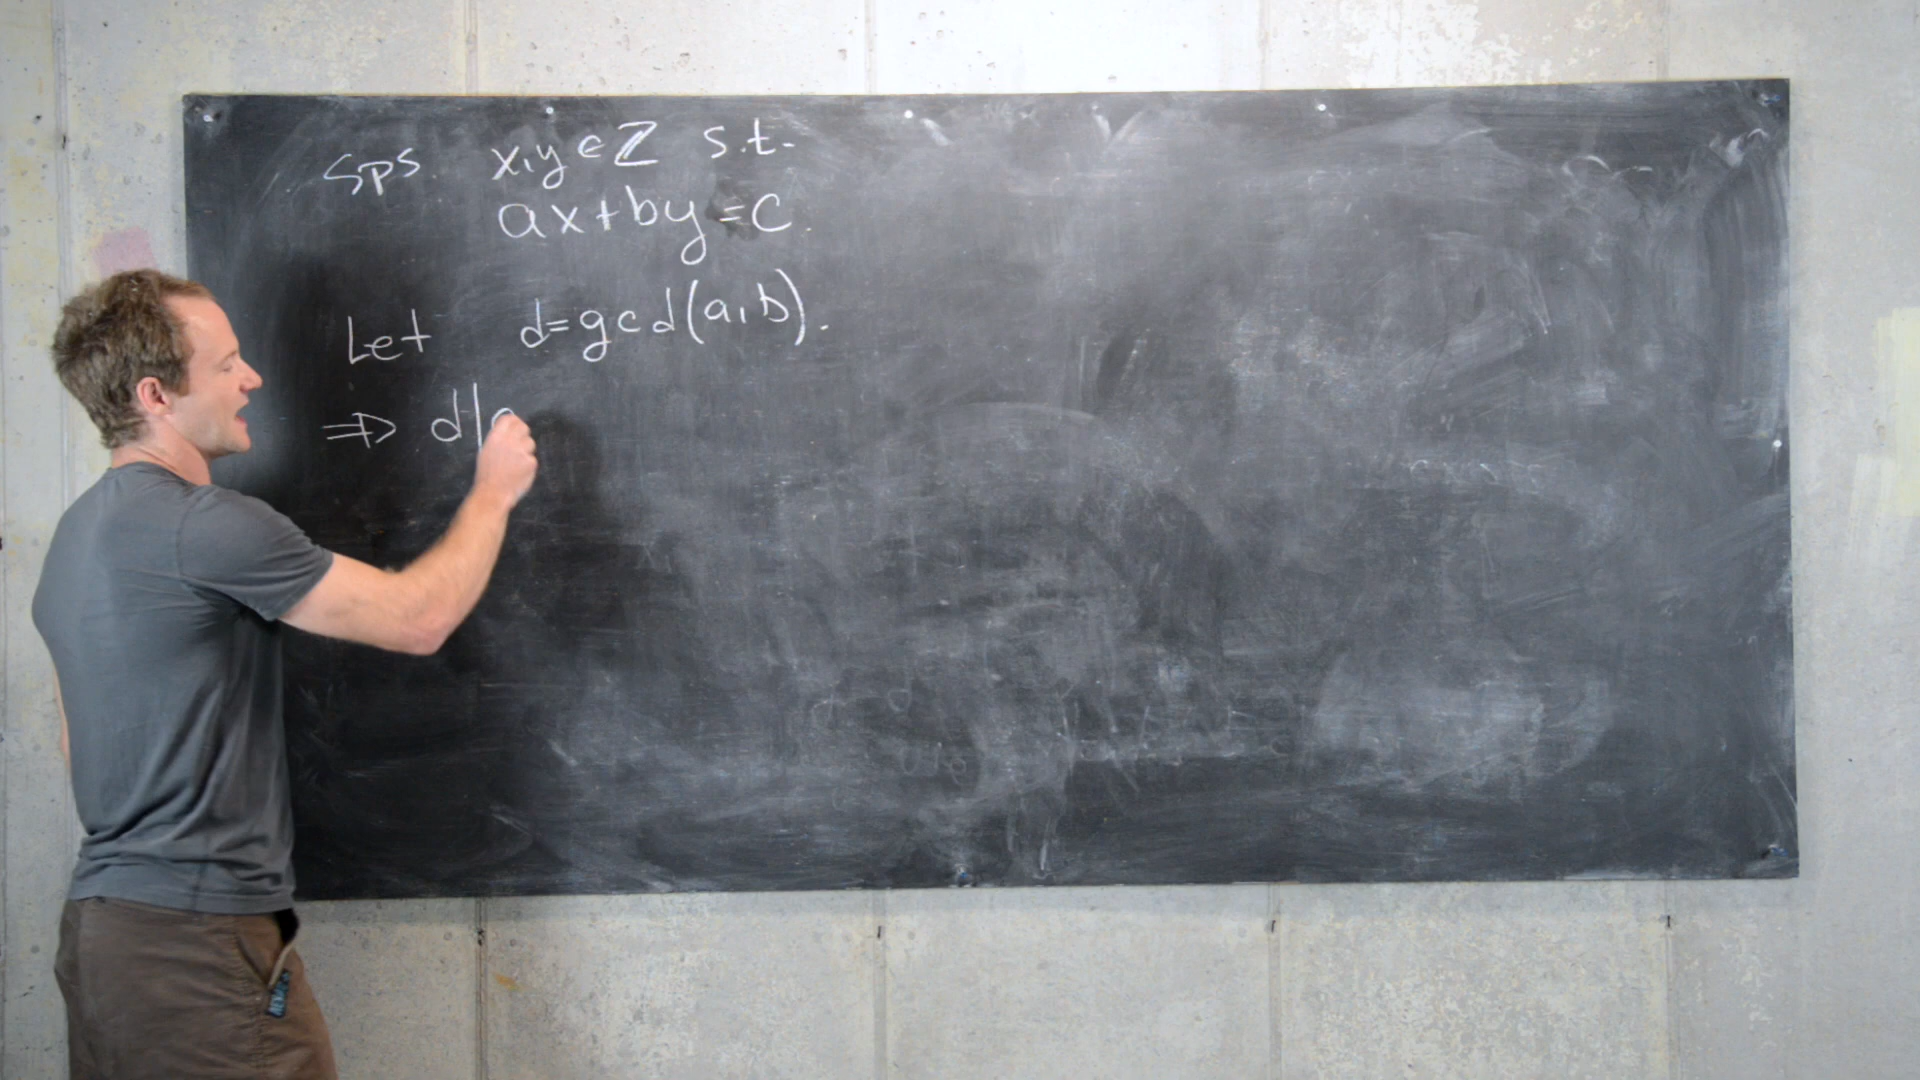 Sps x,y ∈ ℤ s.t.
ax+by=c.
Let d=gcd(a,b).
⇒ d|